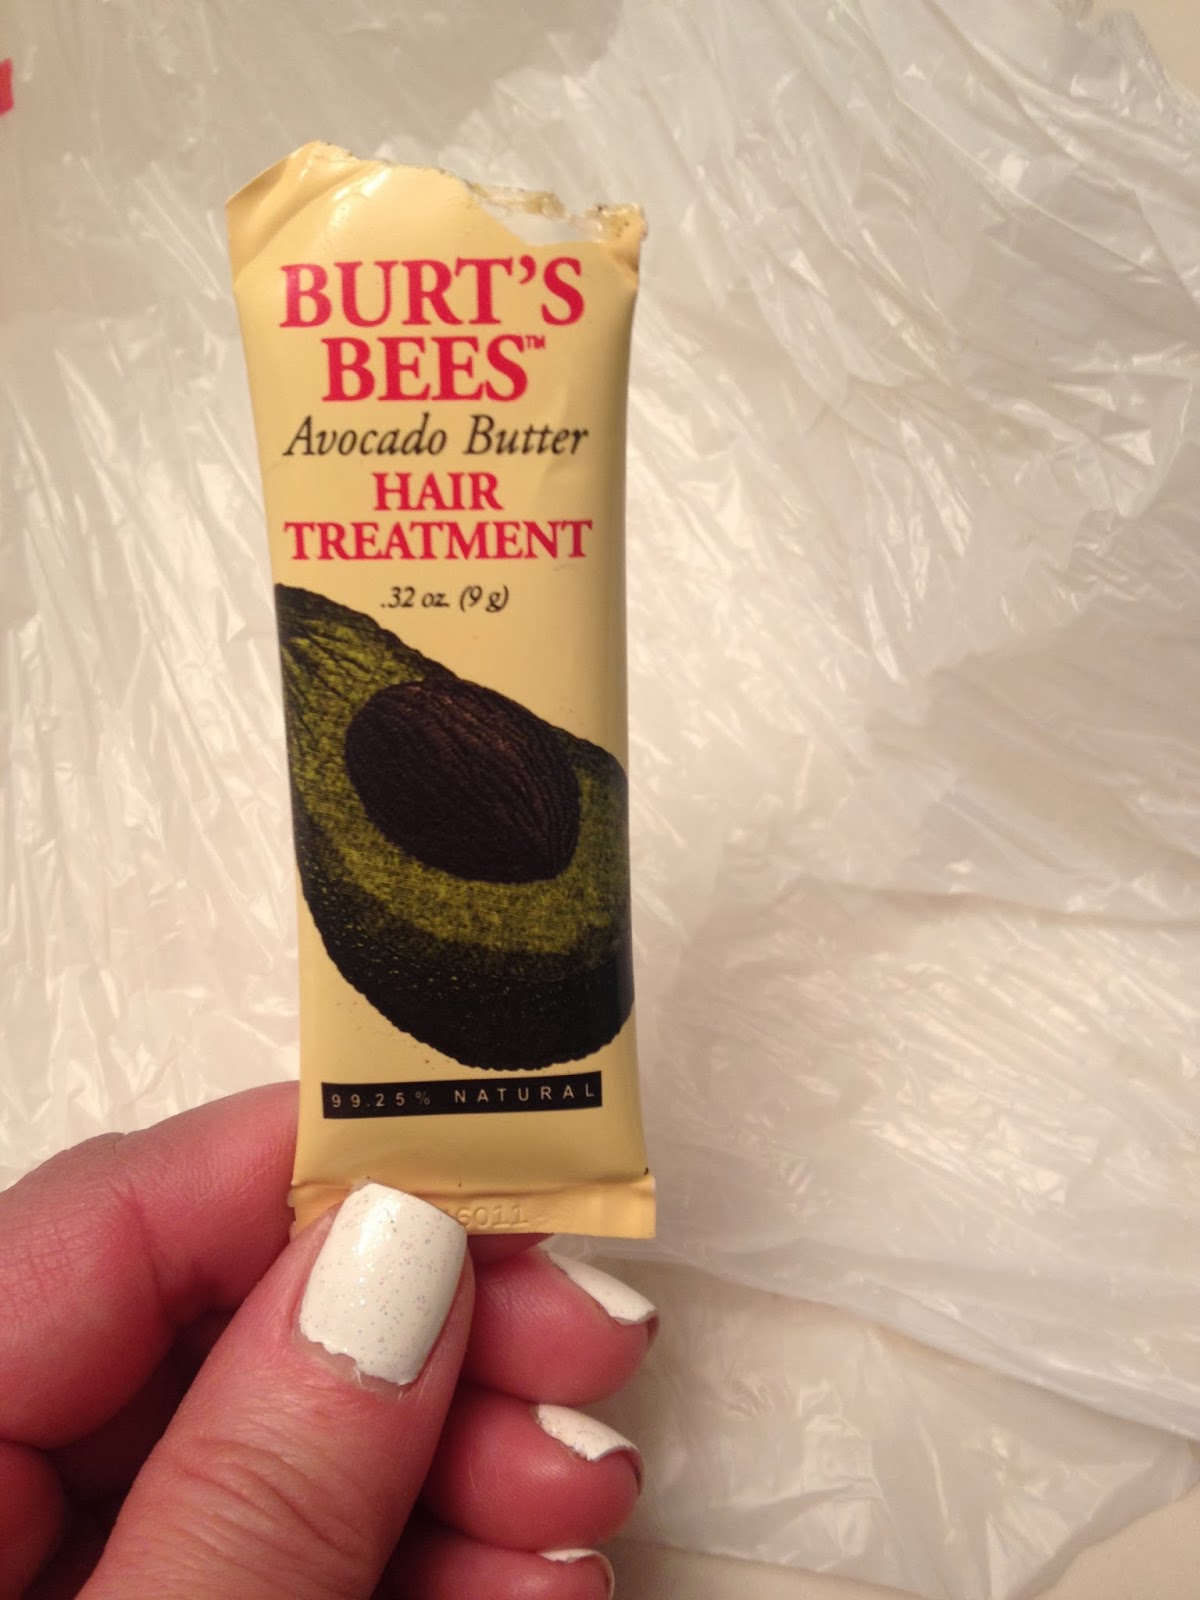 BURT'S
BEES™
Avocado Butter
HAIR
TREATMENT
.32 oz. (9 g)
99.25% NATURAL